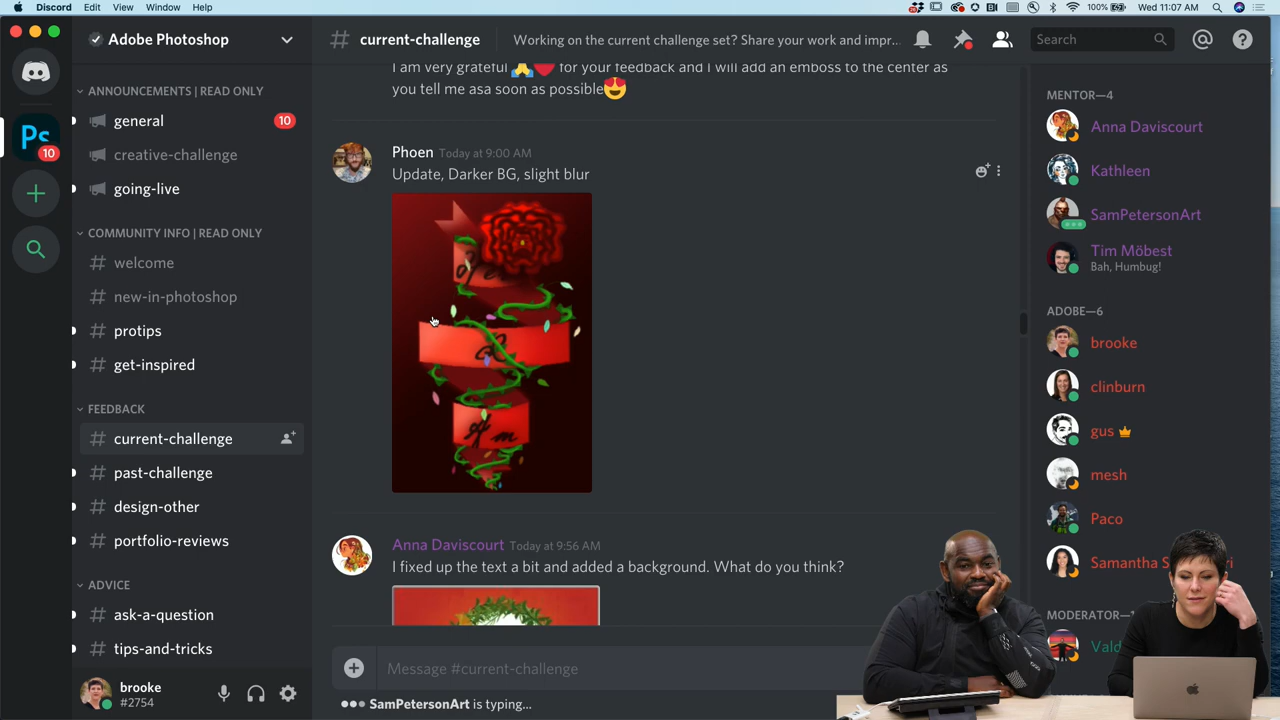 Discord Edit View Window Help
100% Wed 11:07 AM
Adobe Photoshop
# current-challenge
Working on the current challenge set? Share your work and impr...
Search
ANNOUNCEMENTS | READ ONLY
general 10
creative-challenge
going-live
Ps
10
COMMUNITY INFO | READ ONLY
# welcome
# new-in-photoshop
# protips
# get-inspired
FEEDBACK
# current-challenge
# past-challenge
# design-other
# portfolio-reviews
ADVICE
# ask-a-question
# tips-and-tricks
brooke
#2754
I am very grateful 🙏❤️ for your feedback and I will add an emboss to the center as
you tell me asa soon as possible😍
Phoen Today at 9:00 AM
Update, Darker BG, slight blur
Anna Daviscourt Today at 9:56 AM
I fixed up the text a bit and added a background. What do you think?
Message #current-challenge
SamPetersonArt is typing...
MENTOR—4
Anna Daviscourt
Kathleen
SamPetersonArt
Tim Möbest
Bah, Humbug!
ADOBE—6
brooke
clinburn
gus
mesh
Paco
Samantha S
MODERATOR—1
Vald